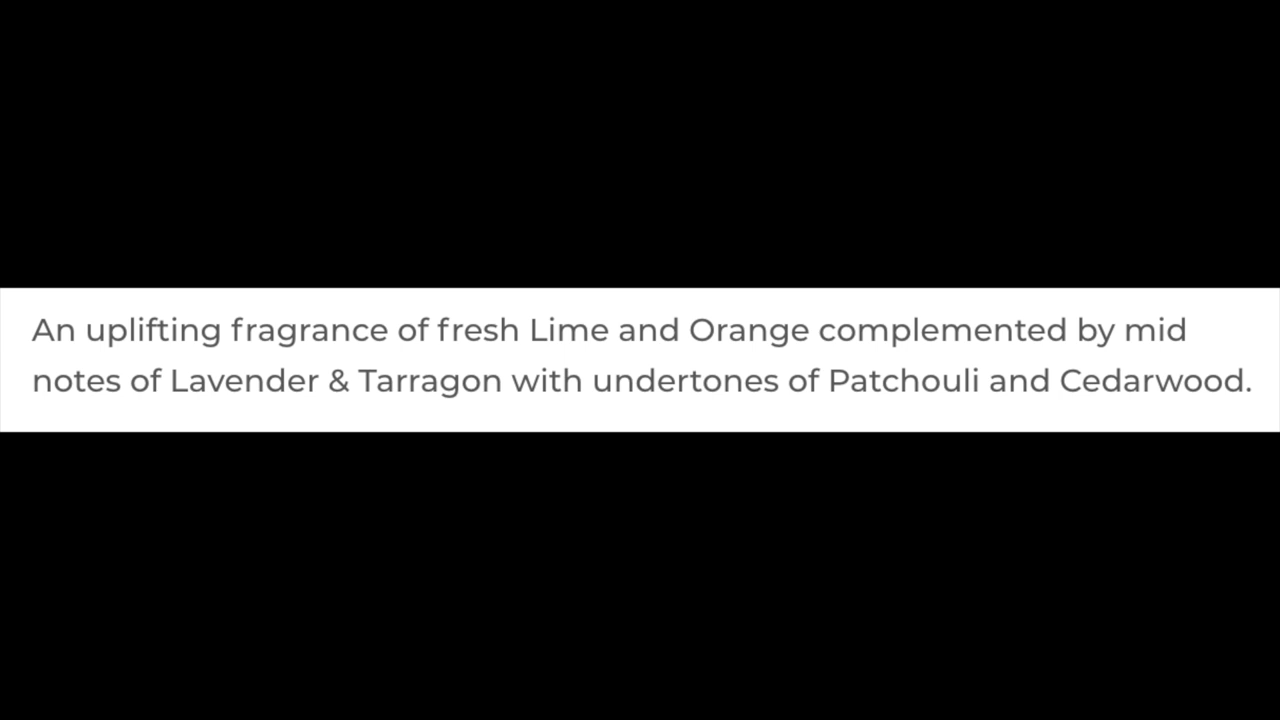 An uplifting fragrance of fresh Lime and Orange complemented by mid
notes of Lavender & Tarragon with undertones of Patchouli and Cedarwood.